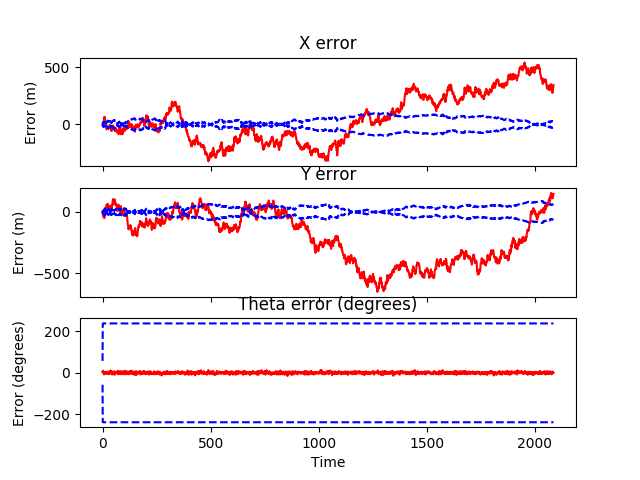 X error
500
0
Error (m)
Y error
0
−500
Error (m)
Theta error (degrees)
200
0
−200
Error (degrees)
0 500 1000 1500 2000
Time